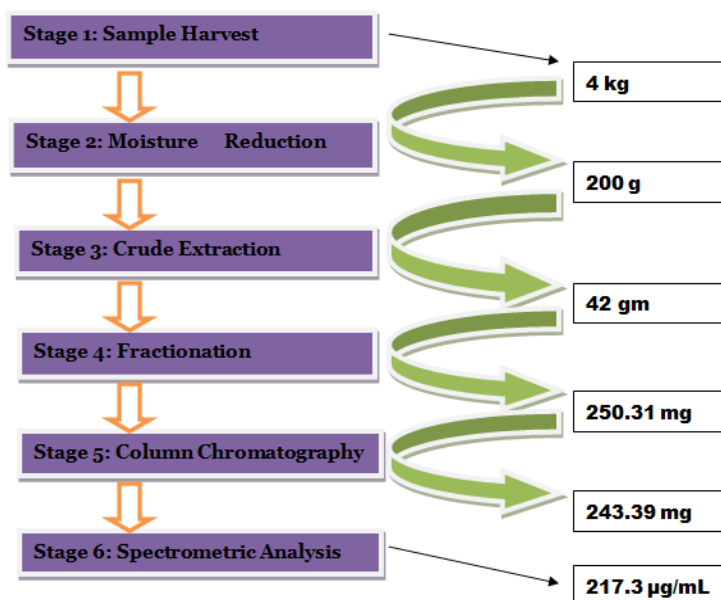 Stage 1: Sample Harvest
4 kg
Stage 2: Moisture Reduction
200 g
Stage 3: Crude Extraction
42 gm
Stage 4: Fractionation
250.31 mg
Stage 5: Column Chromatography
243.39 mg
Stage 6: Spectrometric Analysis
217.3 µg/mL